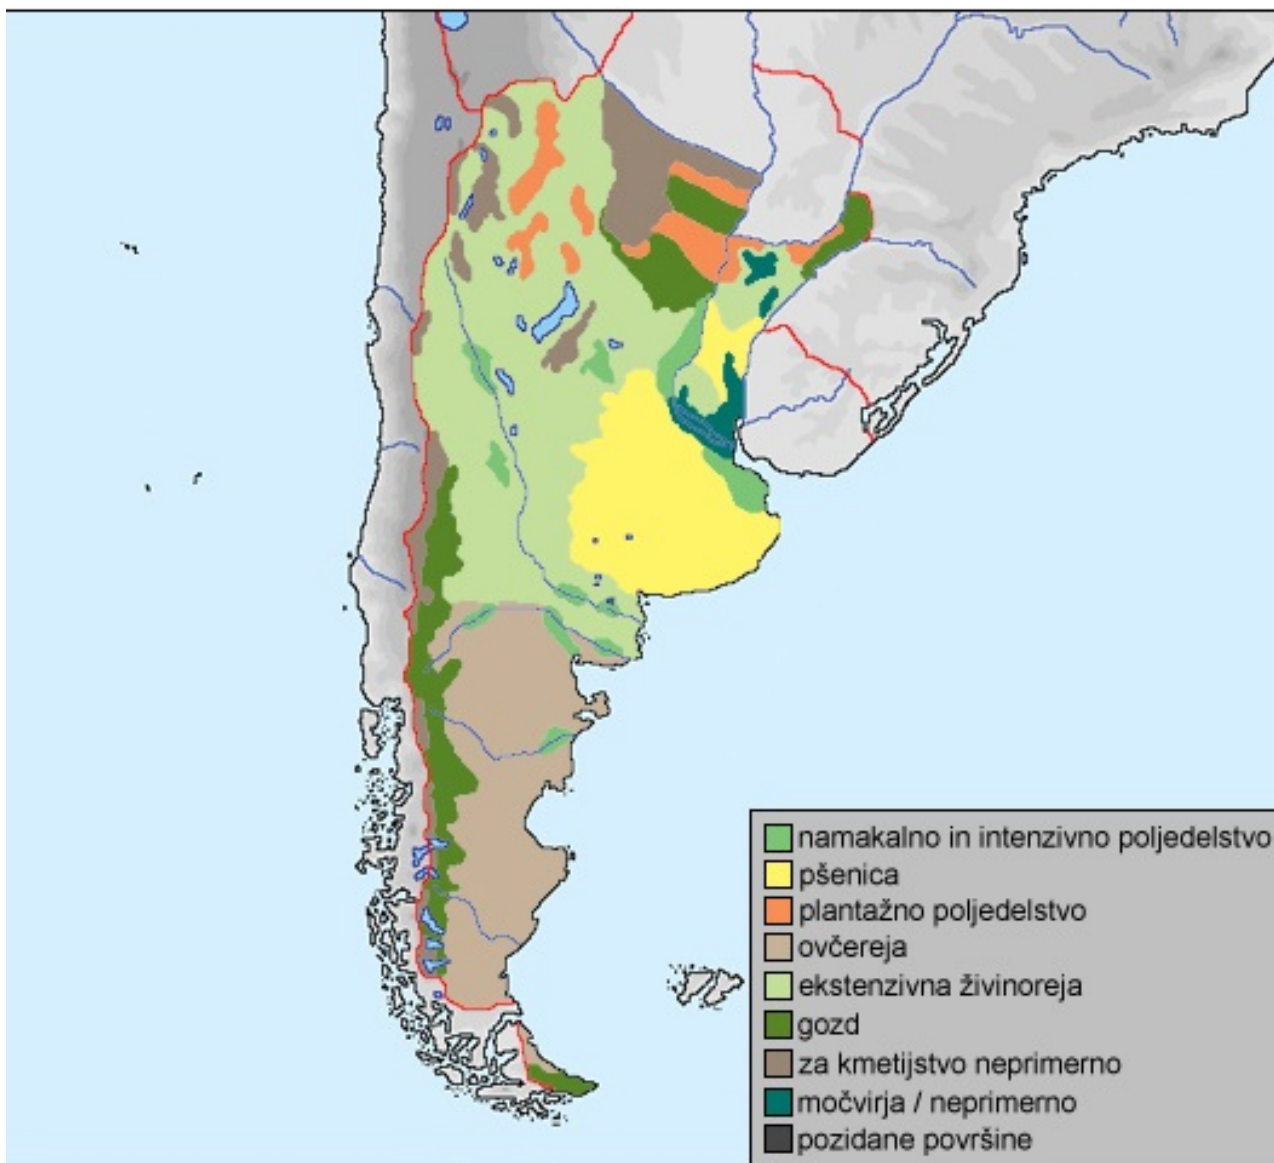 namakalno in intenzivno poljedelstvo
pšenica
plantažno poljedelstvo
ovčereja
ekstenzivna živinoreja
gozd
za kmetijstvo neprimerno
močvirja / neprimerno
pozidane površine